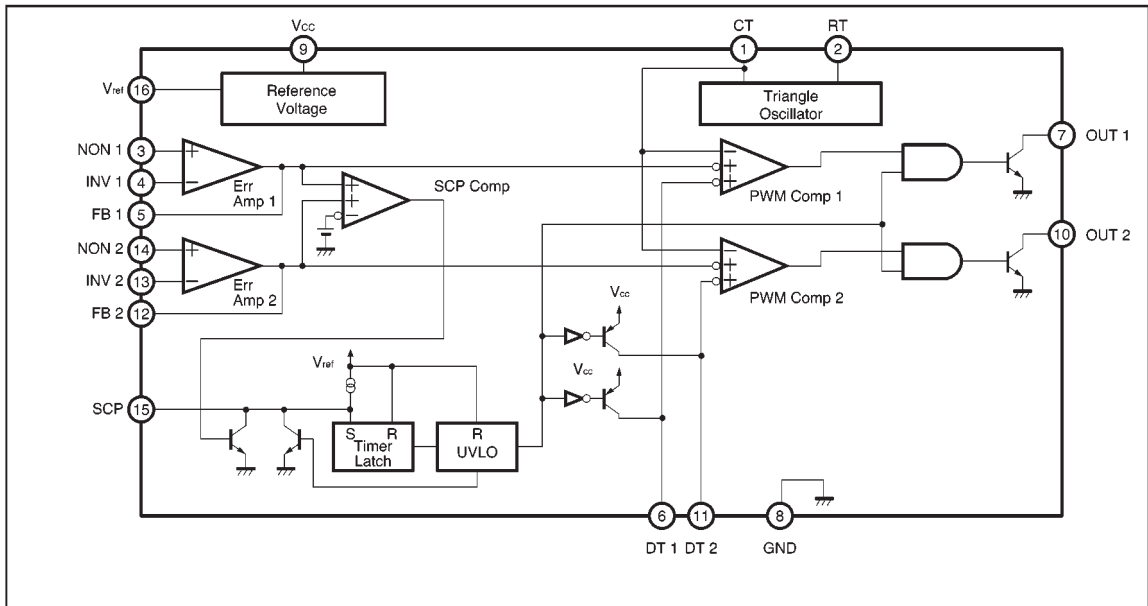 Vcc CT RT
9 1 2
Vref 16
Reference
Voltage
Triangle
Oscillator
NON 1 3
+
INV 1 4
−
Err
Amp 1
FB 1 5
+
+
−
SCP Comp
−
+
+
PWM Comp 1
7 OUT 1
NON 2 14
+
INV 2 13
−
Err
Amp 2
FB 2 12
−
+
+
PWM Comp 2
10 OUT 2
Vcc
Vref
Vcc
SCP 15
S R
Timer
Latch
R
UVLO
6 11 8
DT 1 DT 2 GND